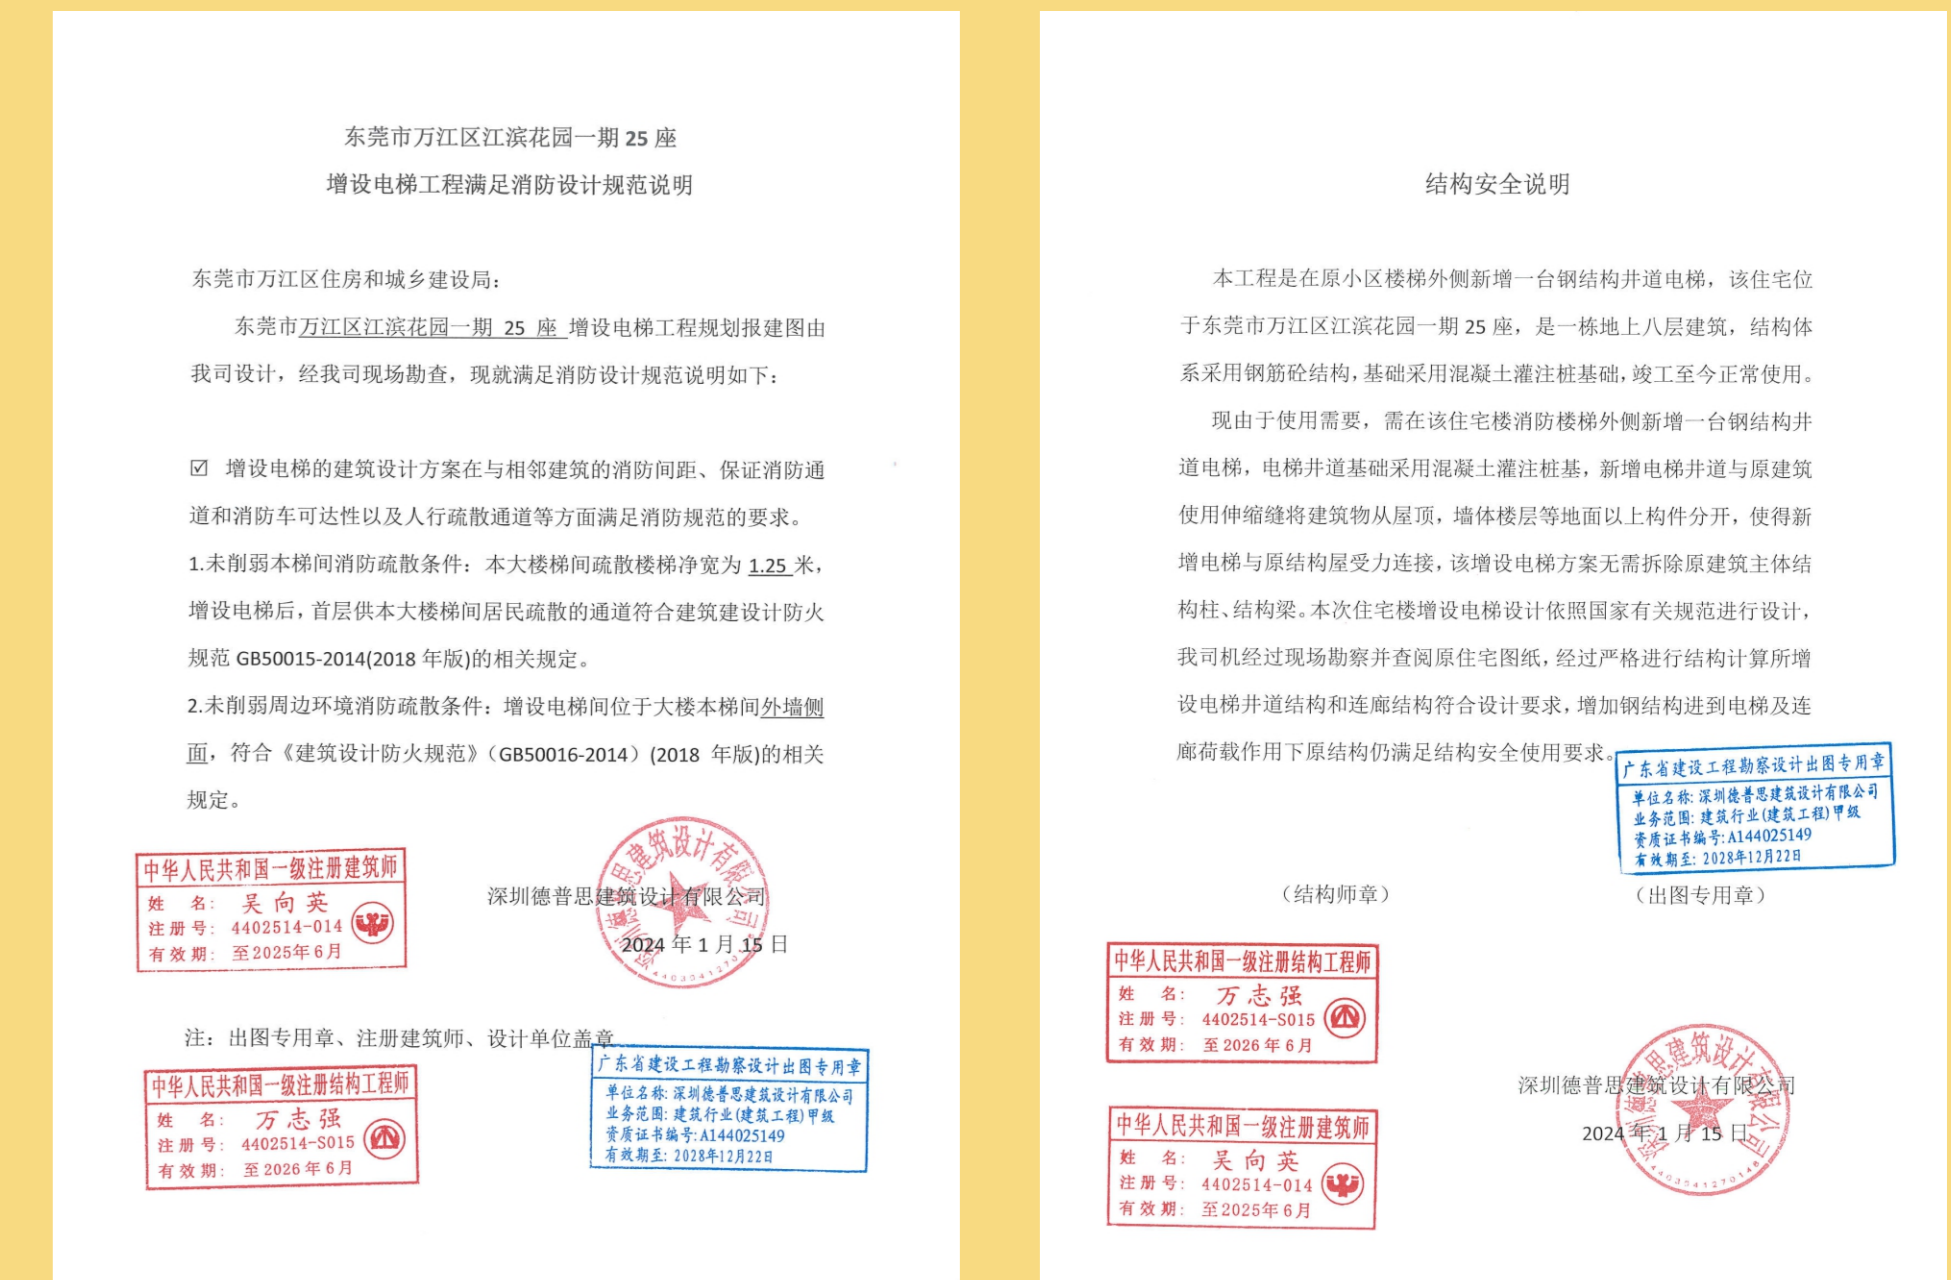 东莞市万江区江滨花园一期 25 座
增设电梯工程满足消防设计规范说明
东莞市万江区住房和城乡建设局：
东莞市万江区江滨花园一期 25 座 增设电梯工程规划报建图由
我司设计，经我司现场勘查，现就满足消防设计规范说明如下：
☑ 增设电梯的建筑设计方案在与相邻建筑的消防间距、保证消防通
道和消防车可达性以及人行疏散通道等方面满足消防规范的要求。
1.未削弱本梯间消防疏散条件：本大楼梯间疏散楼梯净宽为 1.25 米，
增设电梯后，首层供本大楼梯间居民疏散的通道符合建筑建设计防火
规范 GB50015-2014(2018 年版)的相关规定。
2.未削弱周边环境消防疏散条件：增设电梯间位于大楼本梯间外墙侧
面，符合《建筑设计防火规范》（GB50016-2014）(2018 年版)的相关
规定。
中华人民共和国一级注册建筑师
姓 名： 吴向英
注册号： 4402514-014
有效期： 至2025年6月
深圳德普思建筑设计有限公司
深圳德普思建筑设计有限公司
2024 年 1 月 15 日
注：出图专用章、注册建筑师、设计单位盖章
中华人民共和国一级注册结构工程师
姓 名： 万志强
注册号： 4402514-S015
有效期： 至2026年6月
广东省建设工程勘察设计出图专用章
单位名称: 深圳德普思建筑设计有限公司
业务范围: 建筑行业(建筑工程)甲级
资质证书编号:A144025149
有效期至: 2028年12月22日
结构安全说明
本工程是在原小区楼梯外侧新增一台钢结构井道电梯，该住宅位
于东莞市万江区江滨花园一期 25 座，是一栋地上八层建筑，结构体
系采用钢筋砼结构，基础采用混凝土灌注桩基础，竣工至今正常使用。
现由于使用需要，需在该住宅楼消防楼梯外侧新增一台钢结构井
道电梯，电梯井道基础采用混凝土灌注桩基，新增电梯井道与原建筑
使用伸缩缝将建筑物从屋顶，墙体楼层等地面以上构件分开，使得新
增电梯与原结构屋受力连接，该增设电梯方案无需拆除原建筑主体结
构柱、结构梁。本次住宅楼增设电梯设计依照国家有关规范进行设计，
我司机经过现场勘察并查阅原住宅图纸，经过严格进行结构计算所增
设电梯井道结构和连廊结构符合设计要求，增加钢结构进到电梯及连
廊荷载作用下原结构仍满足结构安全使用要求。
广东省建设工程勘察设计出图专用章
单位名称: 深圳德普思建筑设计有限公司
业务范围: 建筑行业(建筑工程)甲级
资质证书编号:A144025149
有效期至: 2028年12月22日
（结构师章） （出图专用章）
中华人民共和国一级注册结构工程师
姓 名： 万志强
注册号： 4402514-S015
有效期： 至2026年6月
深圳德普思建筑设计有限公司
深圳德普思建筑设计有限公司
2024 年 1 月 15 日
4403041270146
中华人民共和国一级注册建筑师
姓 名： 吴向英
注册号： 4402514-014
有效期： 至2025年6月